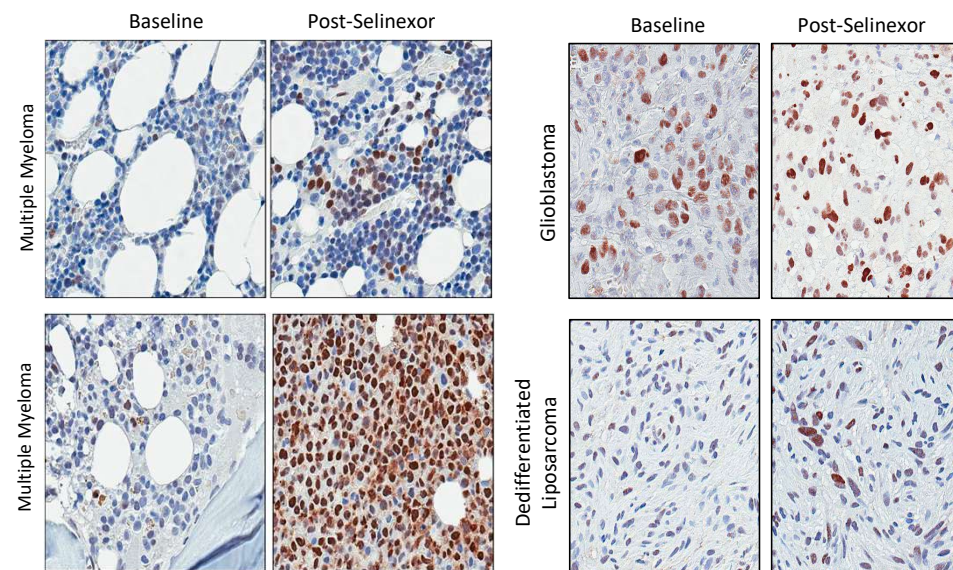 Baseline
Post-Selinexor
Baseline
Post-Selinexor
Multiple Myeloma
Glioblastoma
Multiple Myeloma
Dedifferentiated
Liposarcoma